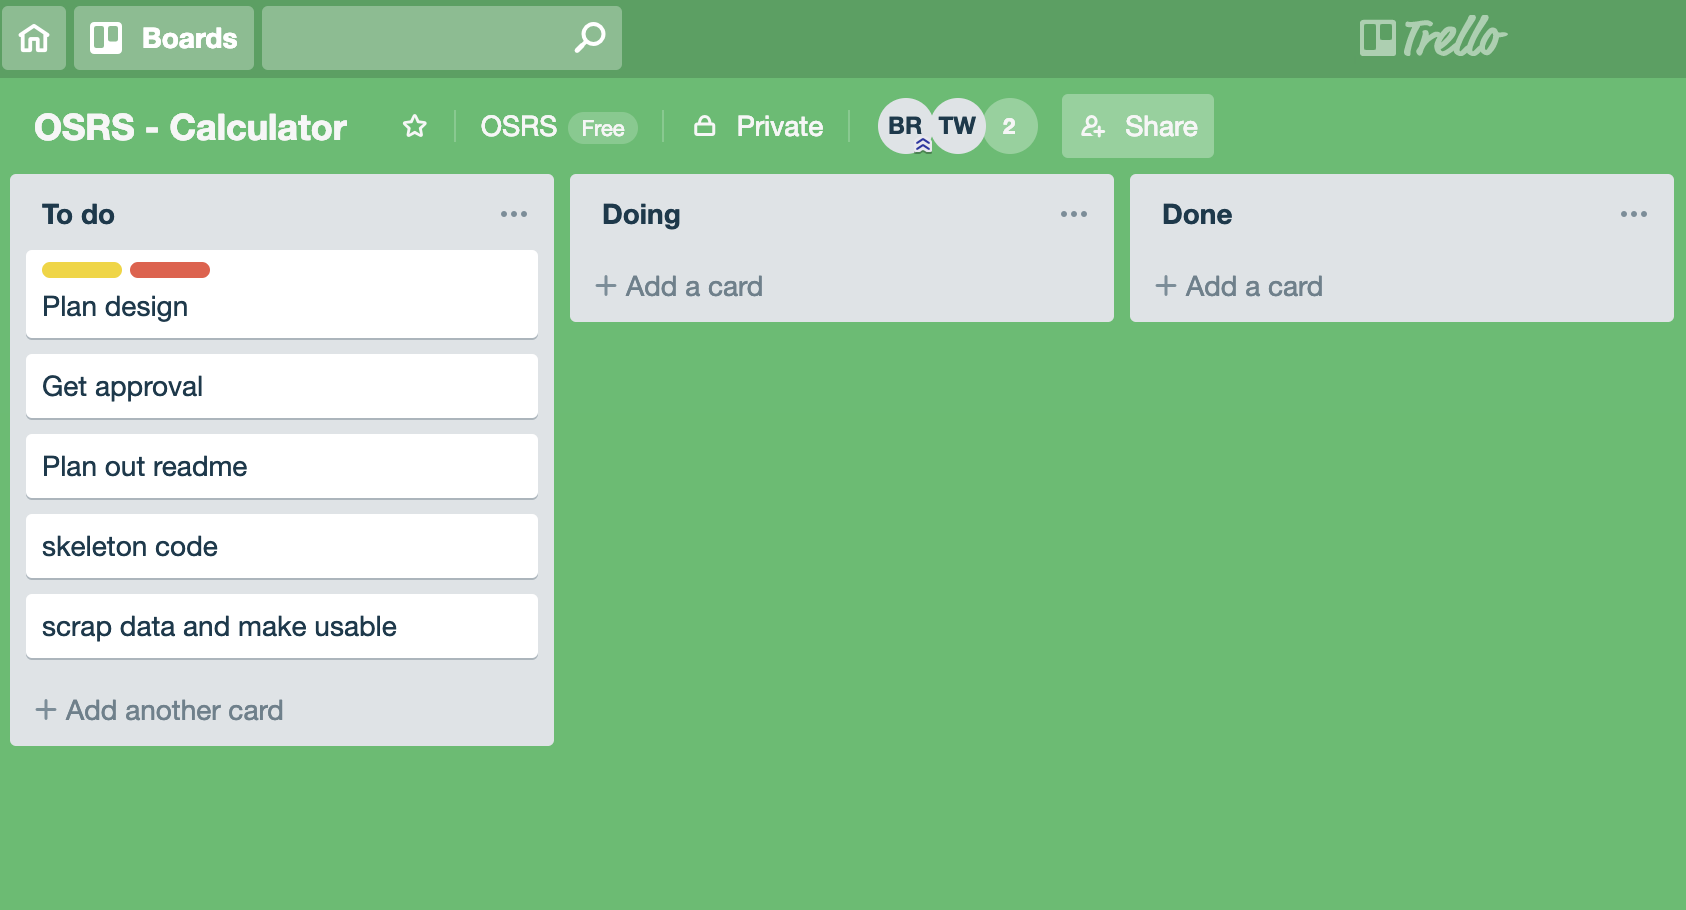 Boards
Trello
OSRS - Calculator
OSRS Free
Private
BR TW 2
Share
To do
Plan design
Get approval
Plan out readme
skeleton code
scrap data and make usable
+ Add another card
Doing
+ Add a card
Done
+ Add a card